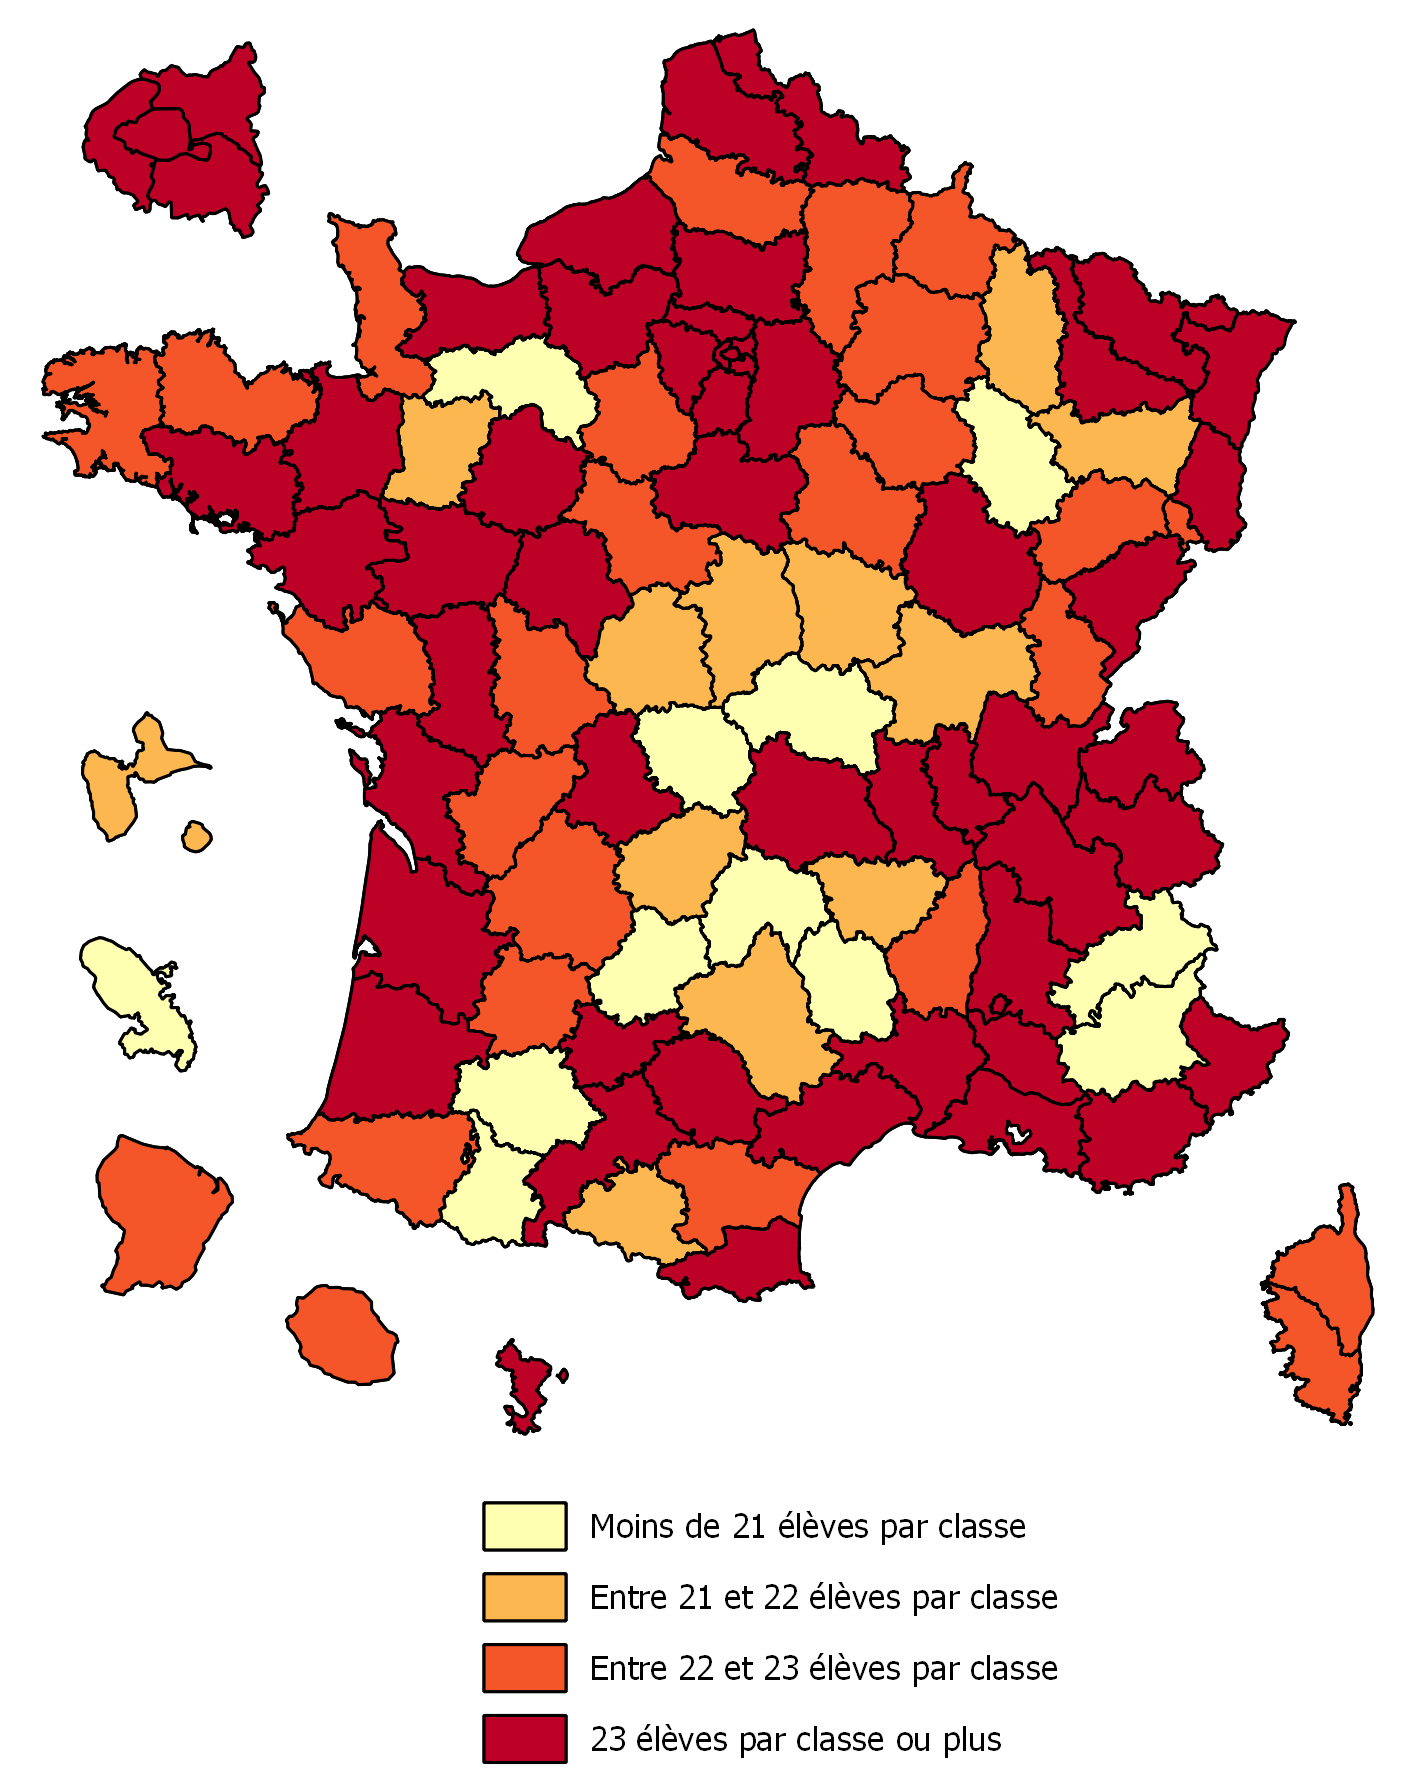 Moins de 21 élèves par classe
Entre 21 et 22 élèves par classe
Entre 22 et 23 élèves par classe
23 élèves par classe ou plus